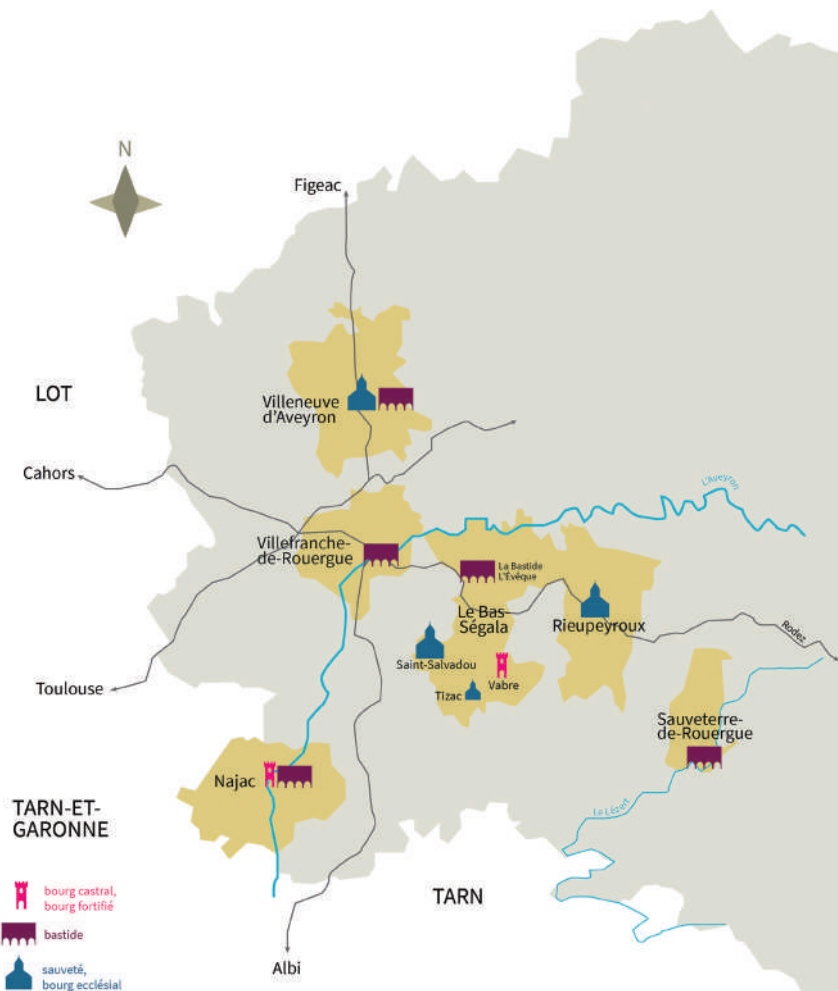 N
Figeac
LOT
Villeneuve
d'Aveyron
Cahors
L'Aveyron
Villefranche-
de-Rouergue
La Bastide
L'Évêque
Le Bas-
Ségala
Rieupeyroux
Rodez
Saint-Salvadou
Toulouse
Tizac
Vabre
Sauveterre-
de-Rouergue
Najac
TARN-ET-
GARONNE
Le Lézert
bourg castral,
bourg fortifié
TARN
bastide
sauveté,
bourg ecclésial
Albi